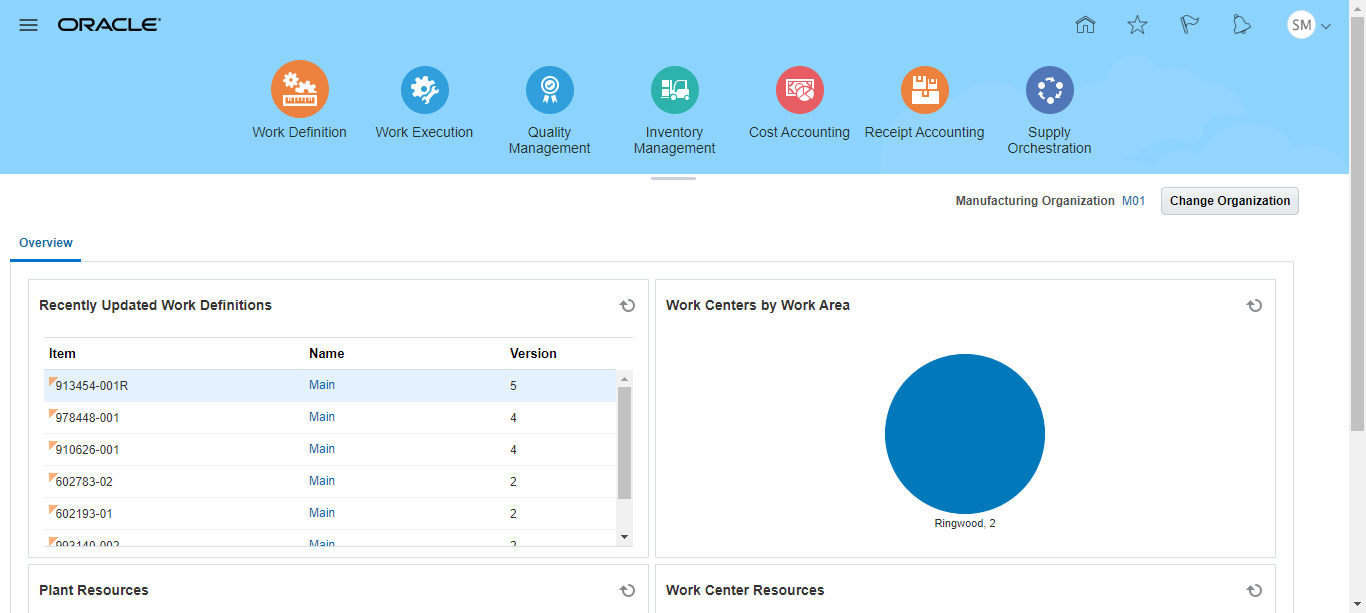 ORACLE
SM
Work Definition
Work Execution
Quality
Management
Inventory
Management
Cost Accounting
Receipt Accounting
Supply
Orchestration
Manufacturing Organization M01
Change Organization
Overview
Recently Updated Work Definitions
Item Name Version
913454-001R Main 5
978448-001 Main 4
910626-001 Main 4
602783-02 Main 2
602193-01 Main 2
993140-002 Main 2
Work Centers by Work Area
Ringwood, 2
Plant Resources
Work Center Resources